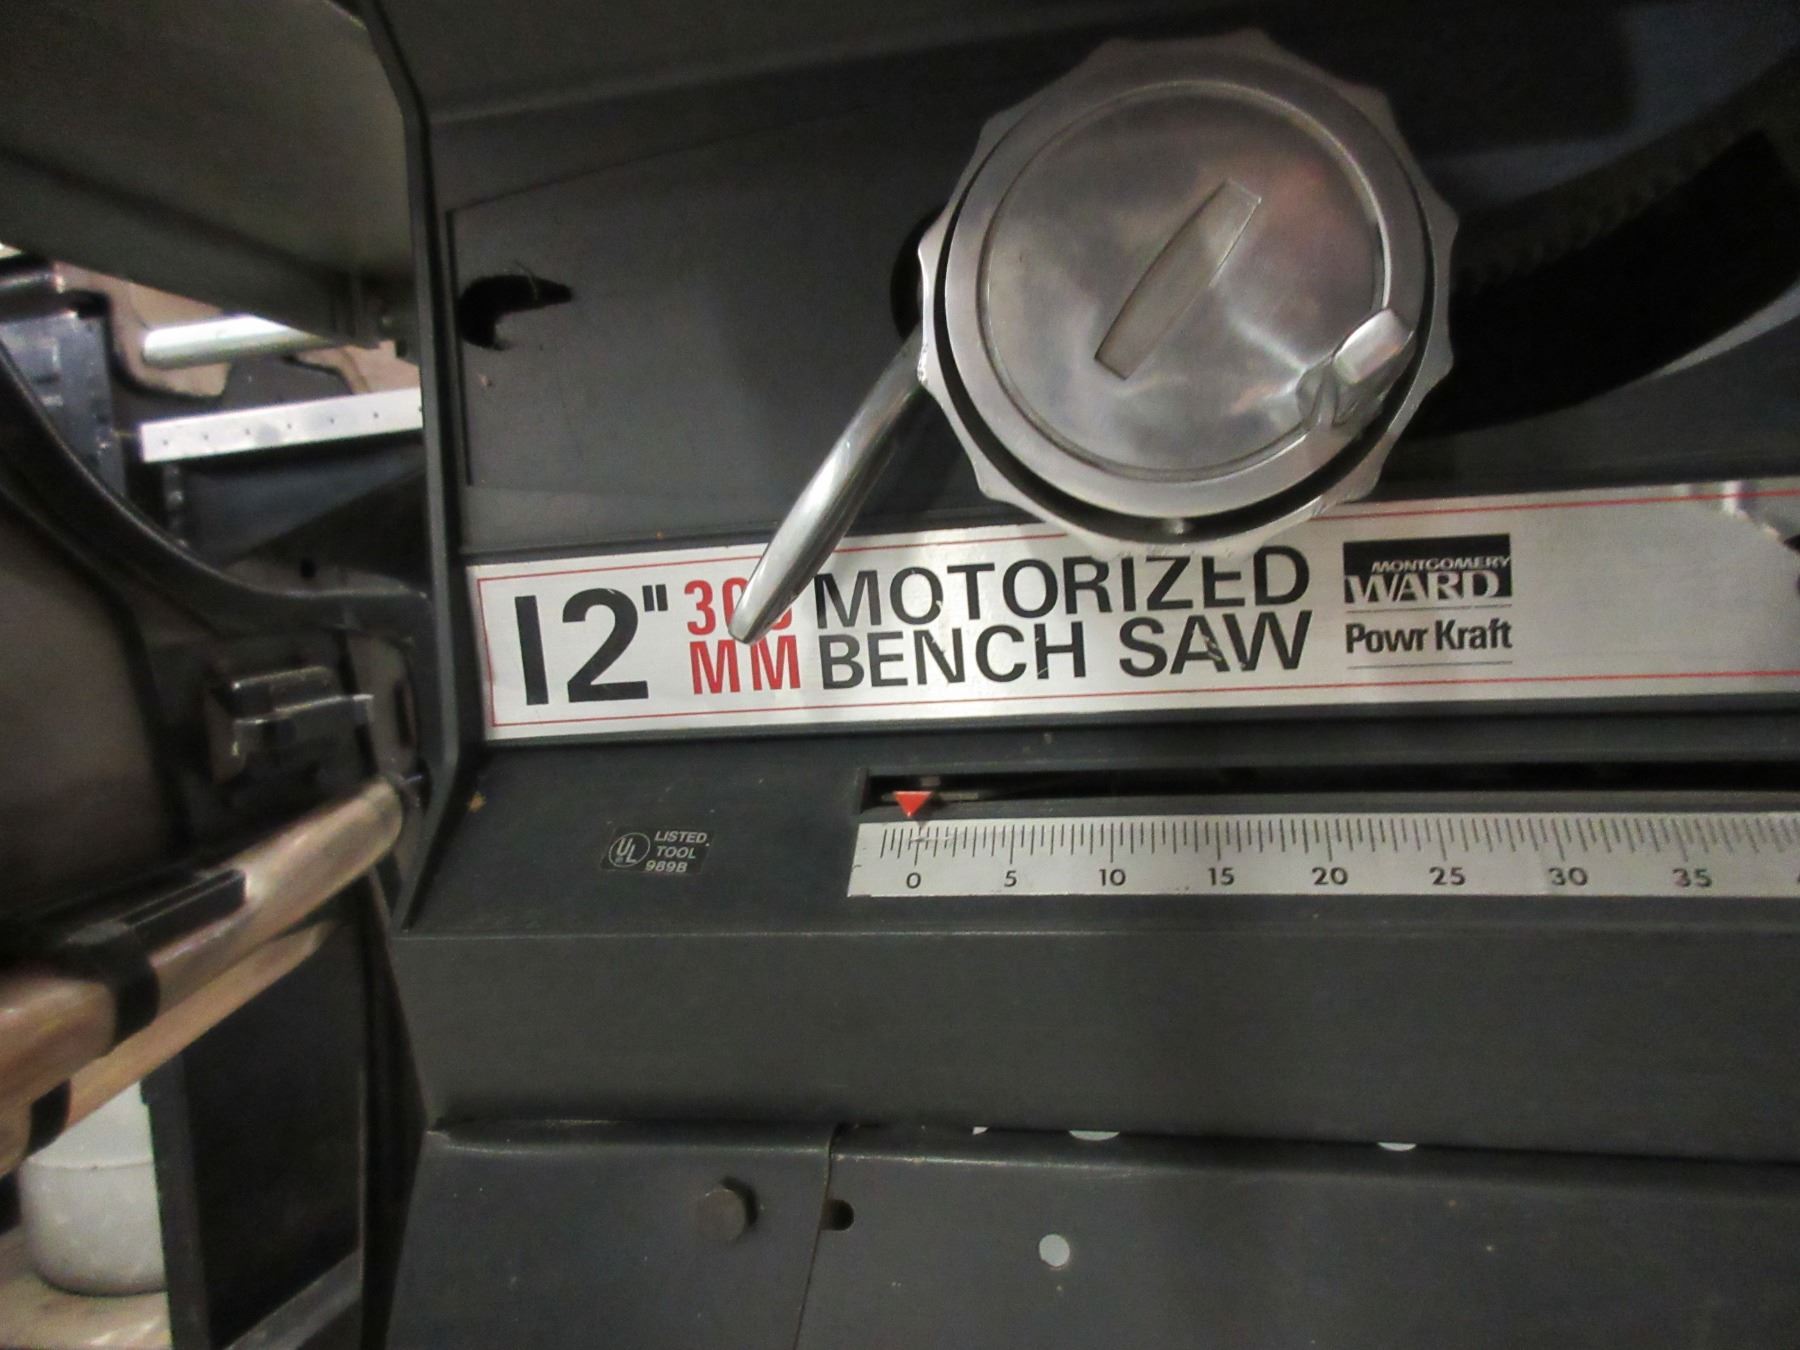 12"
MM
MOTORIZED
BENCH SAW
MONTGOMERY
WARD
Powr Kraft
UL
LISTED
TOOL
989B
0 5 10 15 20 25 30 35